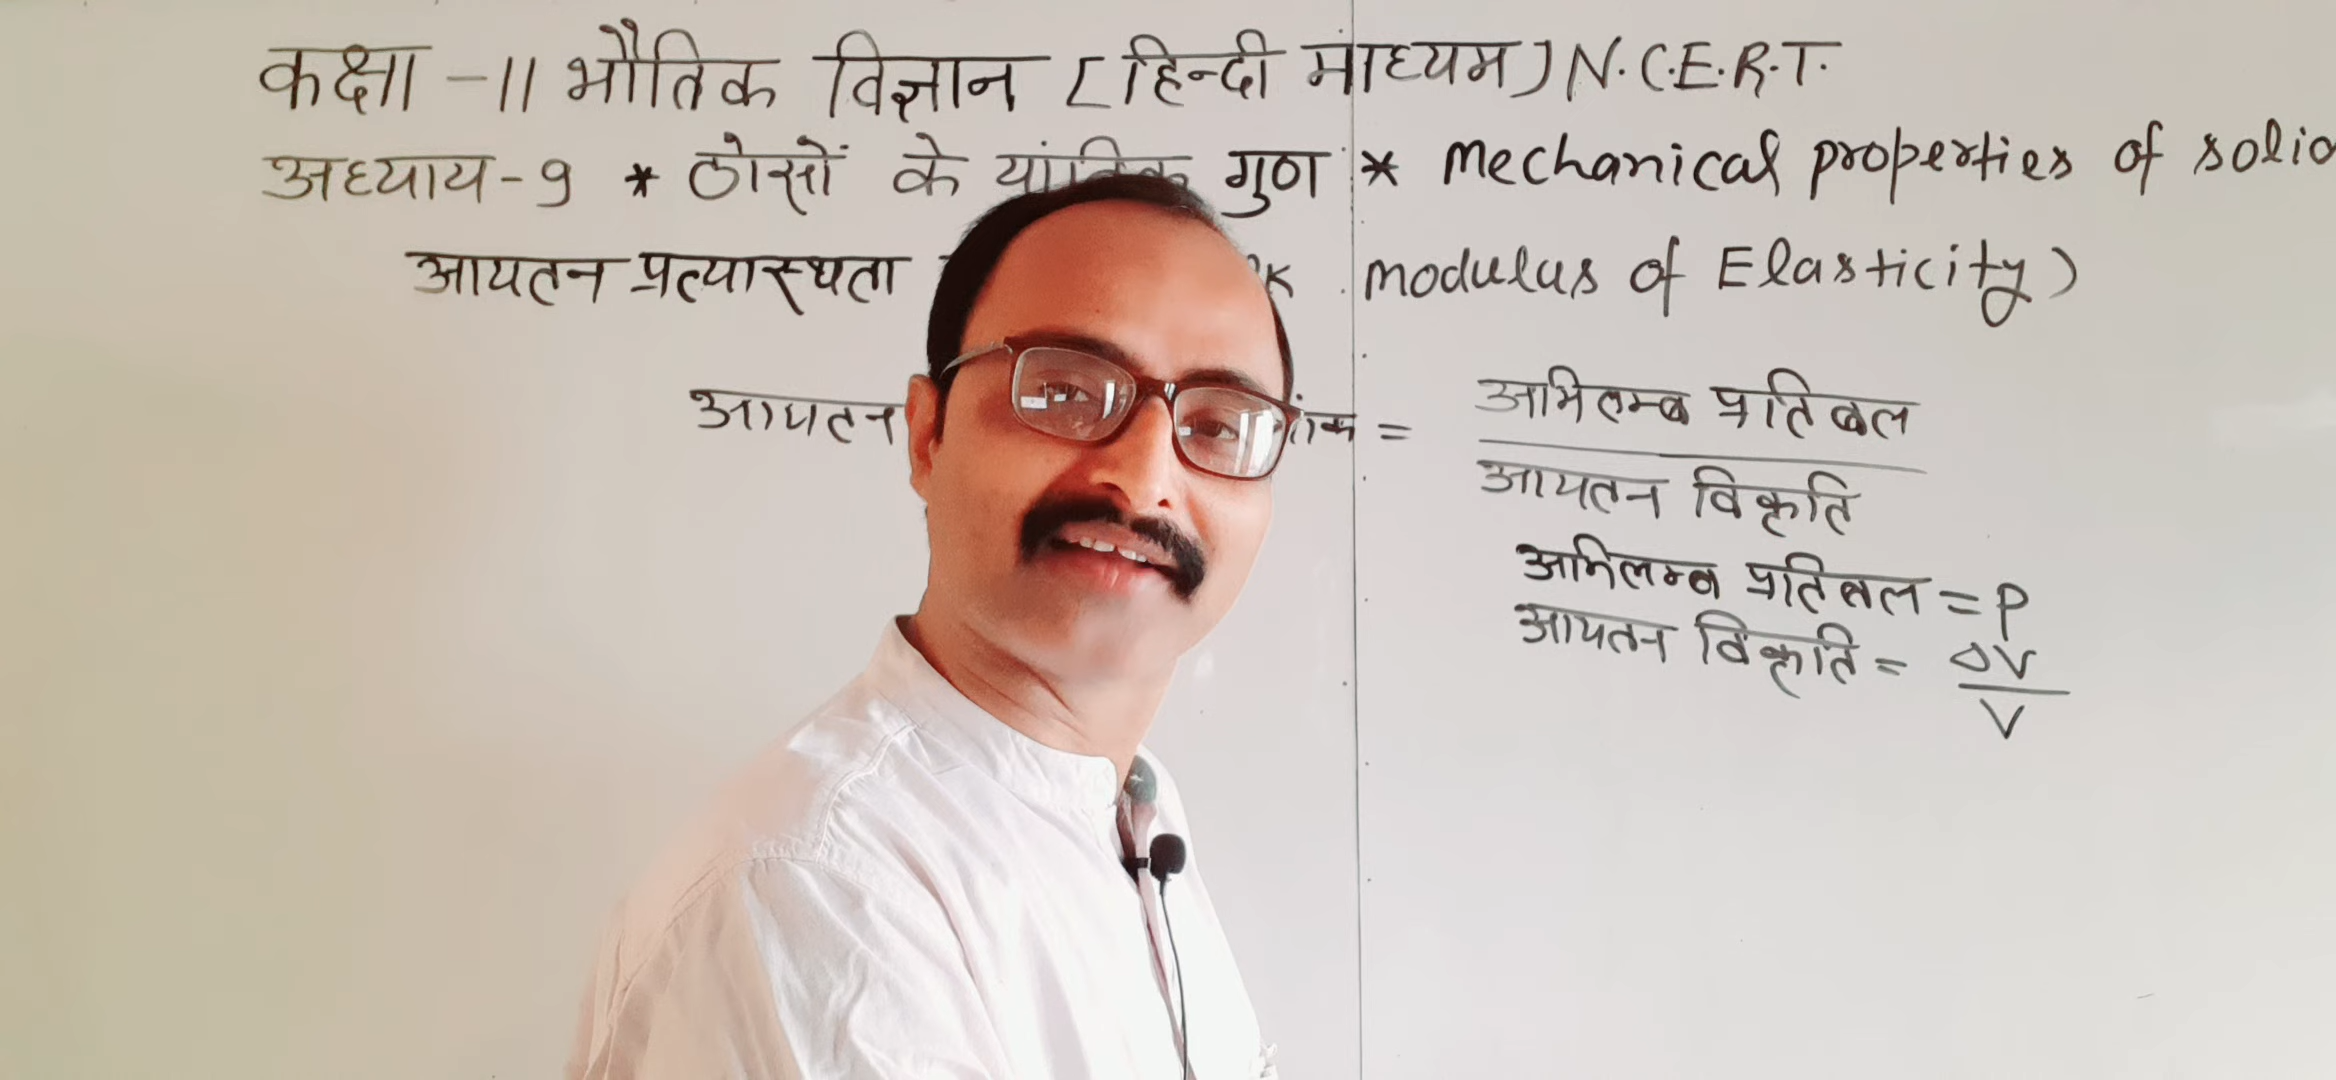 कक्षा -11 भौतिक विज्ञान [हिन्दी माध्यम) N.C.E.R.T.
अध्याय-9 * ठोसों के यांत्रिक गुण * Mechanical properties of solid
आयतन प्रत्यास्थता modulus of Elasticity)
आयतन =
अभिलम्ब प्रतिबल
आयतन विकृति
अभिलम्ब प्रतिबल = P
आयतन विकृति = ΔV
V